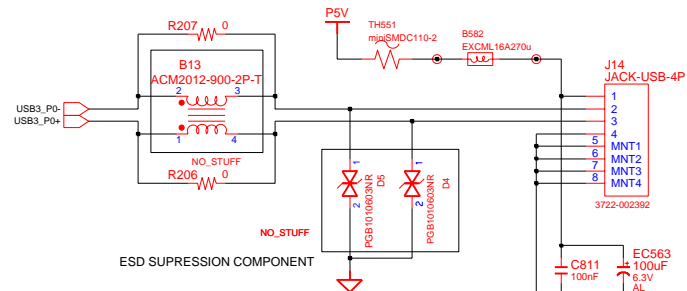 R207 0
P5V
TH551
miniSMDC110-2
B582
EXCML16A270u
B13
ACM2012-900-2P-T
2 3
1 4
USB3_P0-
USB3_P0+
NO_STUFF
R206 0
J14
JACK-USB-4P
1
2
3
4
5 MNT1
6 MNT2
7 MNT3
8 MNT4
3722-002392
1
2
PGB1010603NR
D5
1
2
PGB1010603NR
D4
NO_STUFF
ESD SUPRESSION COMPONENT
C811
100nF
EC563
100uF
6.3V
AL